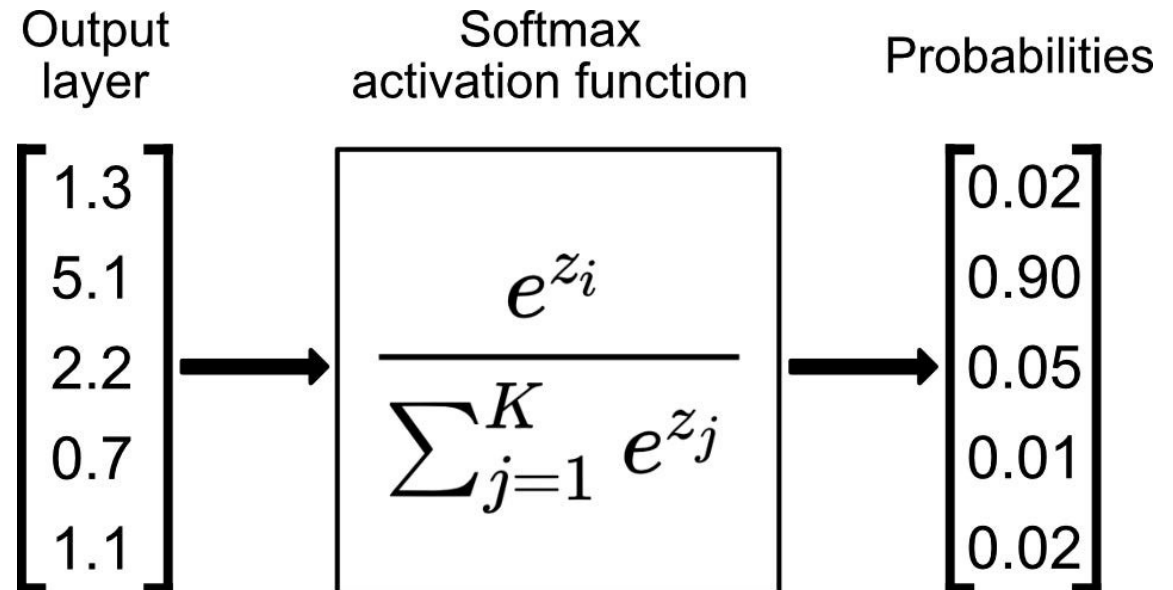 Output
layer
Softmax
activation function
Probabilities
1.3
5.1
2.2
0.7
1.1
e^{z_i}
∑_{j=1}^{K} e^{z_j}
0.02
0.90
0.05
0.01
0.02